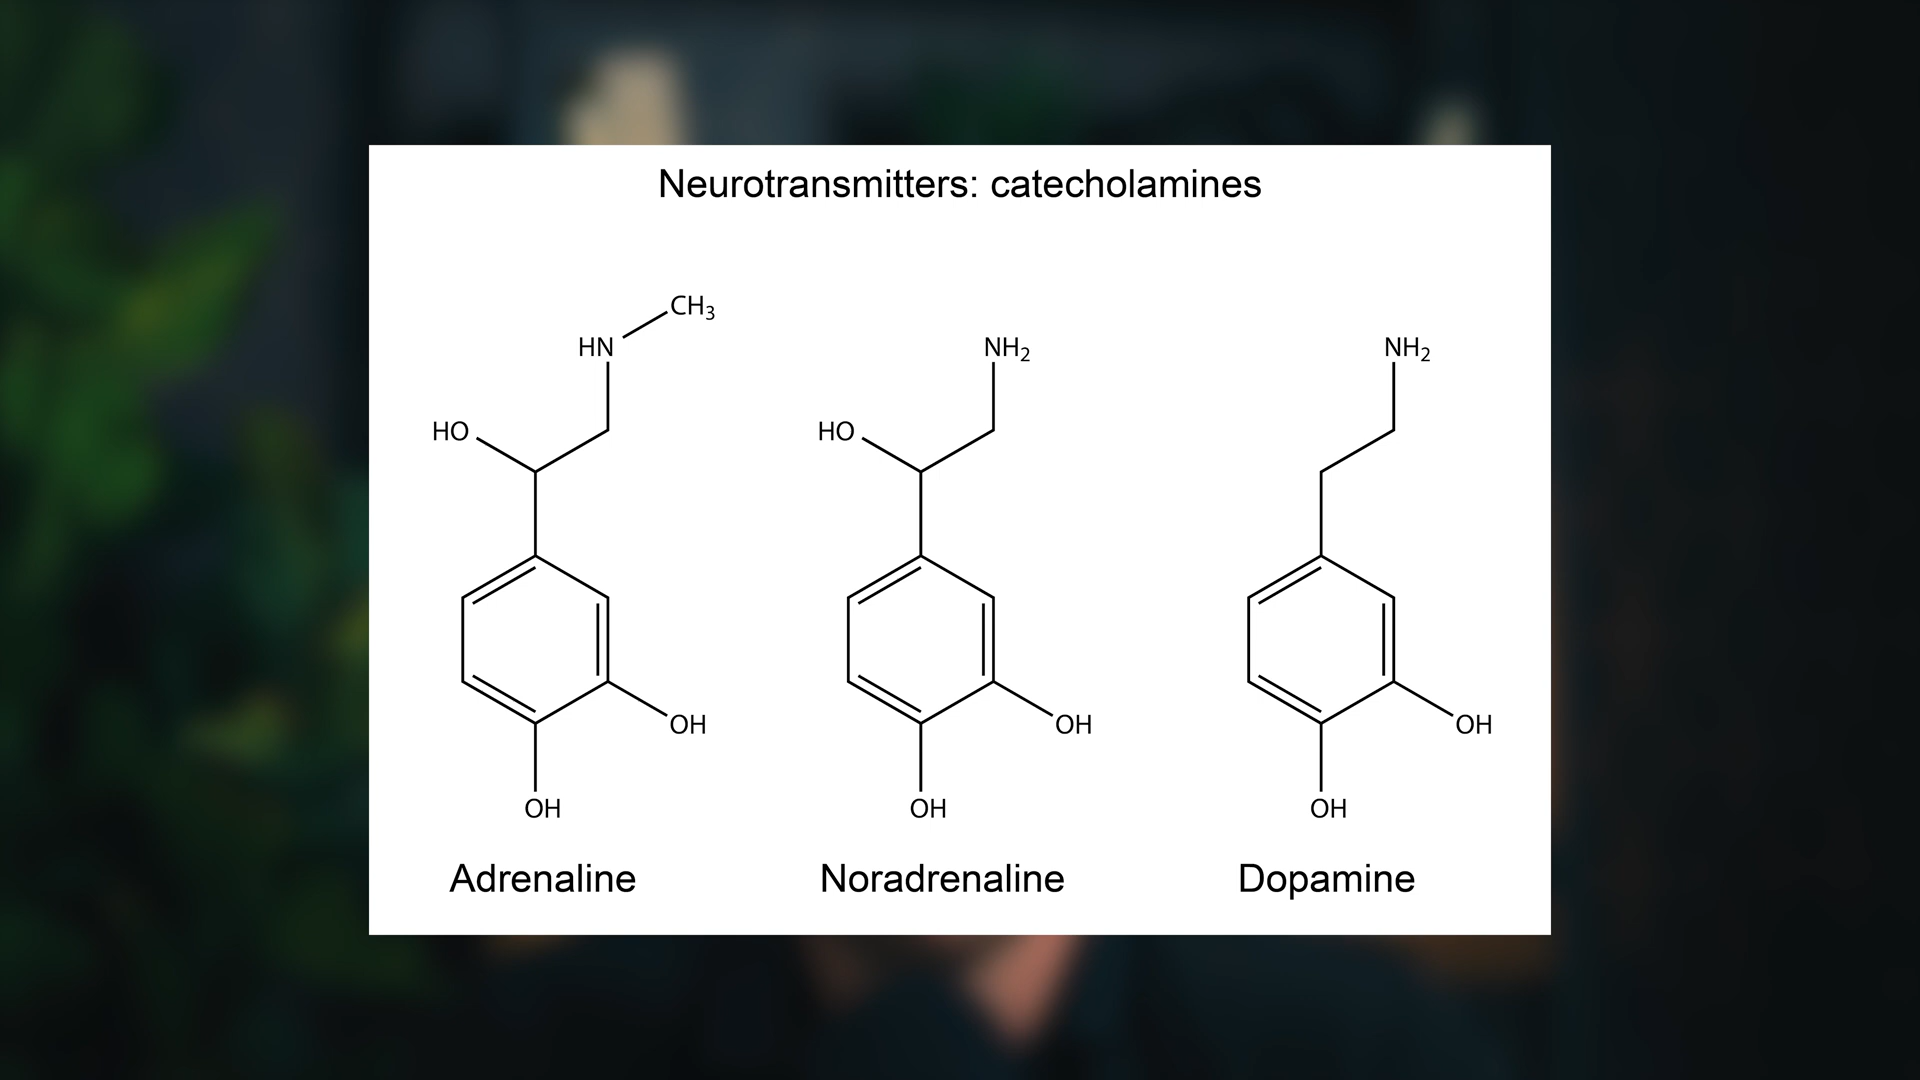 Neurotransmitters: catecholamines
CH₃
HN
HO
OH
OH
Adrenaline
NH₂
HO
OH
OH
Noradrenaline
NH₂
OH
OH
Dopamine